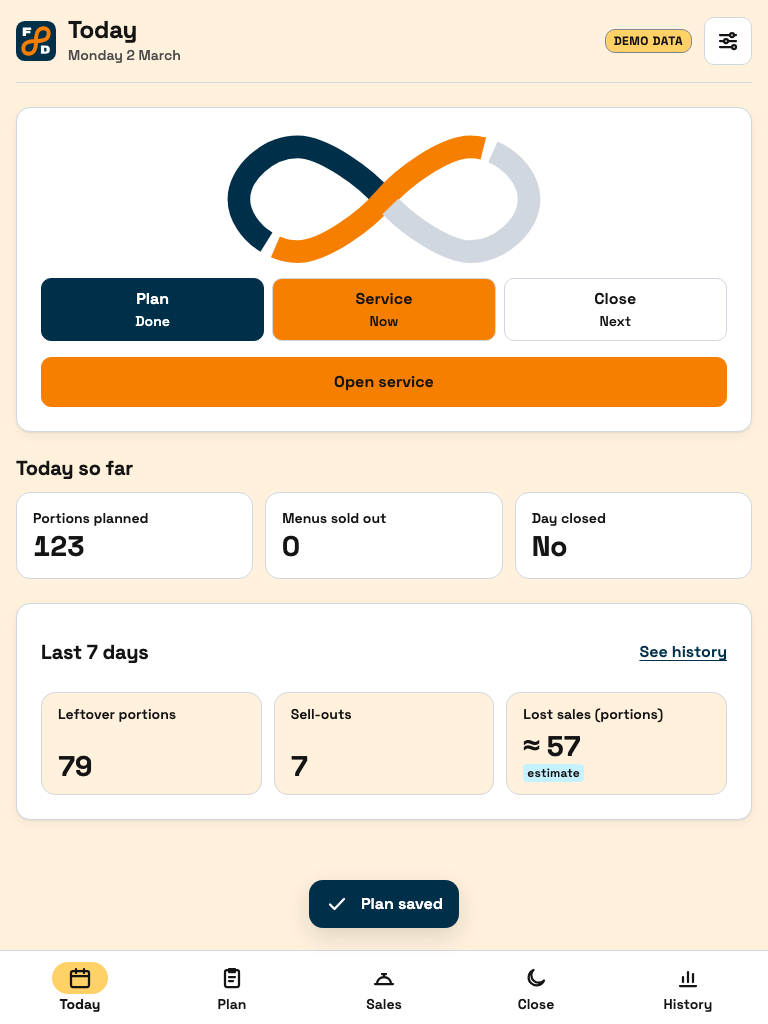 F
D
Today
Monday 2 March
DEMO DATA
Plan
Done
Service
Now
Close
Next
Open service
Today so far
Portions planned
123
Menus sold out
0
Day closed
No
Last 7 days
See history
Leftover portions
79
Sell-outs
7
Lost sales (portions)
≈ 57
estimate
Plan saved
Today
Plan
Sales
Close
History